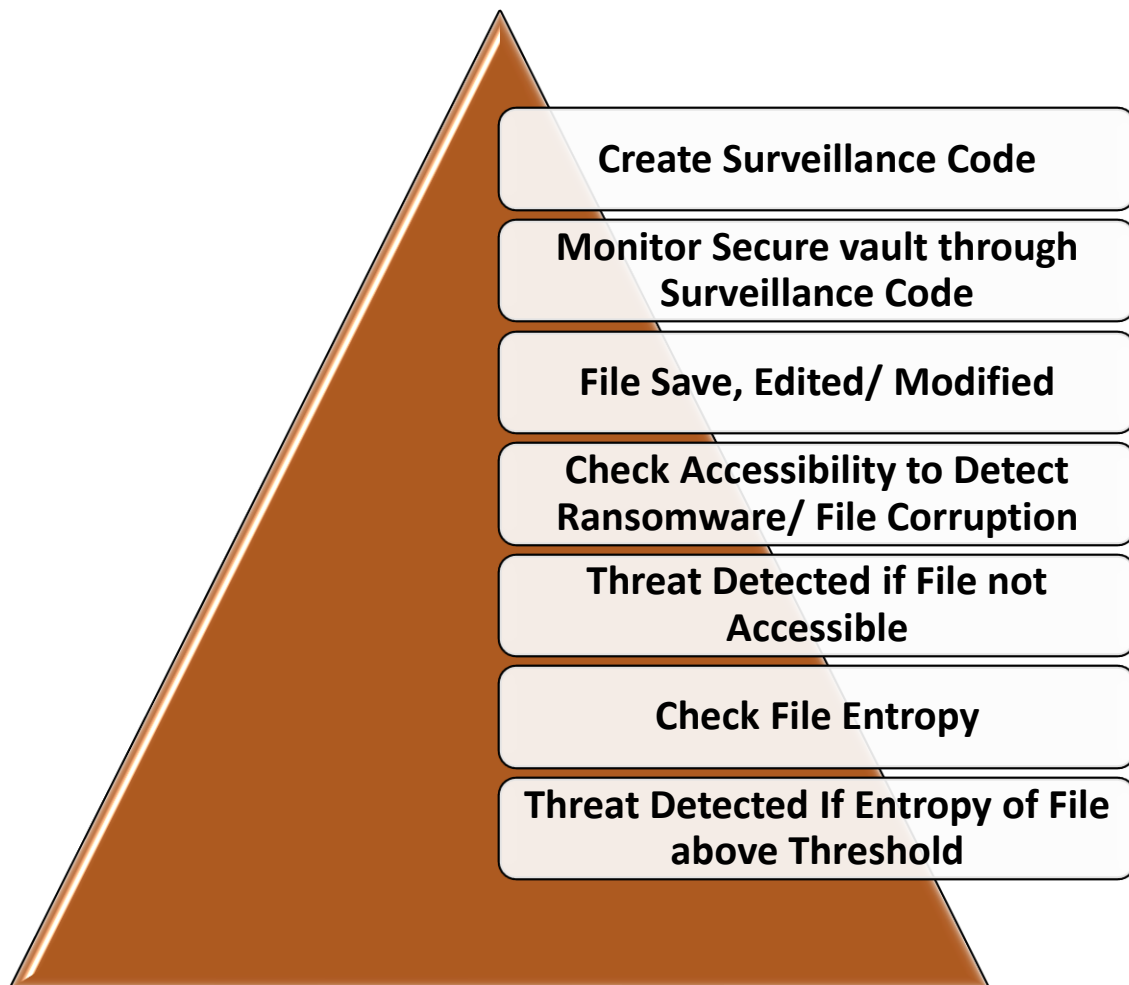 Create Surveillance Code
Monitor Secure vault through
Surveillance Code
File Save, Edited/ Modified
Check Accessibility to Detect
Ransomware/ File Corruption
Threat Detected if File not
Accessible
Check File Entropy
Threat Detected If Entropy of File
above Threshold